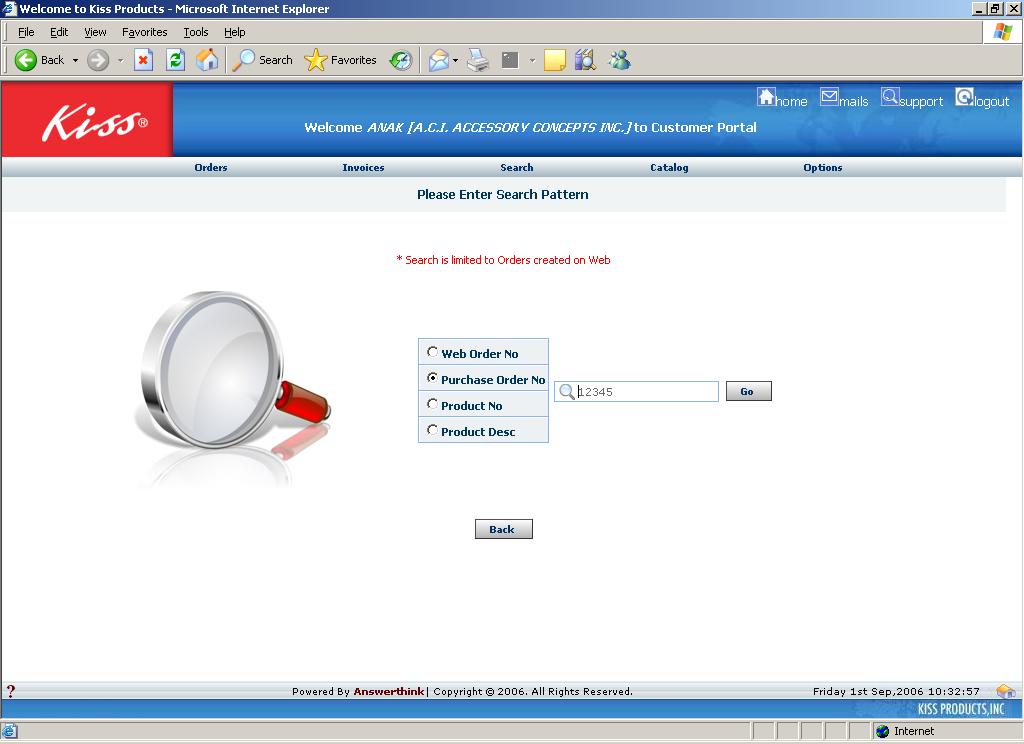 Welcome to Kiss Products - Microsoft Internet Explorer
File Edit View Favorites Tools Help
Back Search Favorites
Kiss®
home mails support logout
Welcome ANAK [A.C.I. ACCESSORY CONCEPTS INC.] to Customer Portal
Orders Invoices Search Catalog Options
Please Enter Search Pattern
* Search is limited to Orders created on Web
Web Order No
Purchase Order No
Product No
Product Desc
12345
Go
Back
? Powered By Answerthink | Copyright © 2006. All Rights Reserved. Friday 1st Sep,2006 10:32:57
KISS PRODUCTS,INC
Internet